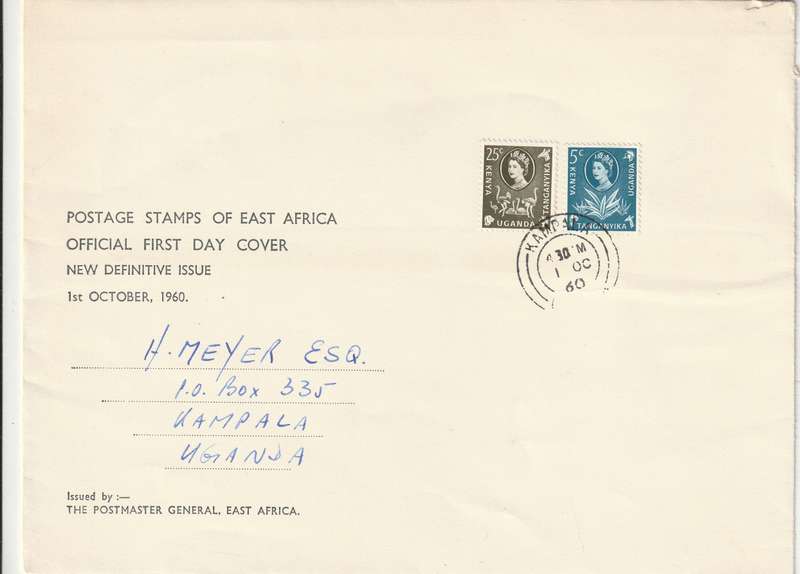 25c
KENYA
UGANDA
TANGANYIKA
5c
KENYA
UGANDA
TANGANYIKA
KAMPALA
30 M
1 OC
60
POSTAGE STAMPS OF EAST AFRICA
OFFICIAL FIRST DAY COVER
NEW DEFINITIVE ISSUE
1st OCTOBER, 1960.
H. MEYER ESQ.
P.O. BOX 335
KAMPALA
UGANDA
Issued by :—
THE POSTMASTER GENERAL, EAST AFRICA.